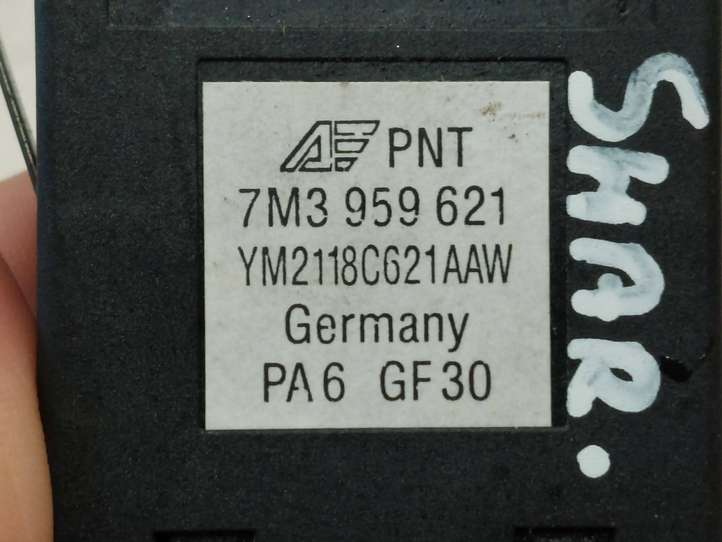 PNT
7M3 959 621
YM2118C621AAW
Germany
PA6 GF30
SHAR.